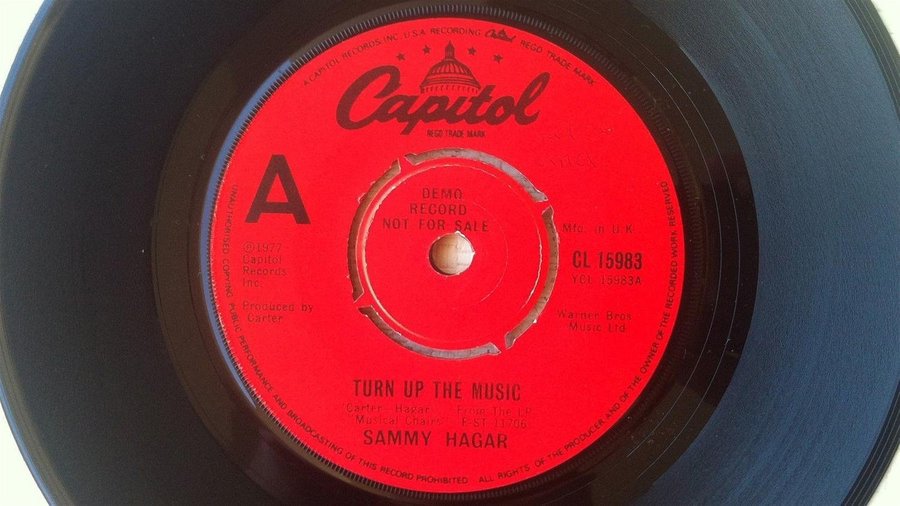 A CAPITOL RECORDS, INC. U.S.A. RECORDING Capitol REGD. TRADE MARK
Capitol
REGD. TRADE MARK
A
DEMO
RECORD
NOT FOR SALE
℗1977
Capitol
Records
Inc.
Produced by
Carter
Mfd. in U.K.
CL 15983
YCL 15983A
Warner Bros.
Music Ltd
TURN UP THE MUSIC
(Carter - Hagar) From The LP
'Musical Chairs' E-ST 11706
SAMMY HAGAR
UNAUTHORISED COPYING PUBLIC PERFORMANCE AND BROADCASTING OF THIS RECORD PROHIBITED ALL RIGHTS OF THE PRODUCER AND OF THE OWNER OF THE RECORDED WORK RESERVED